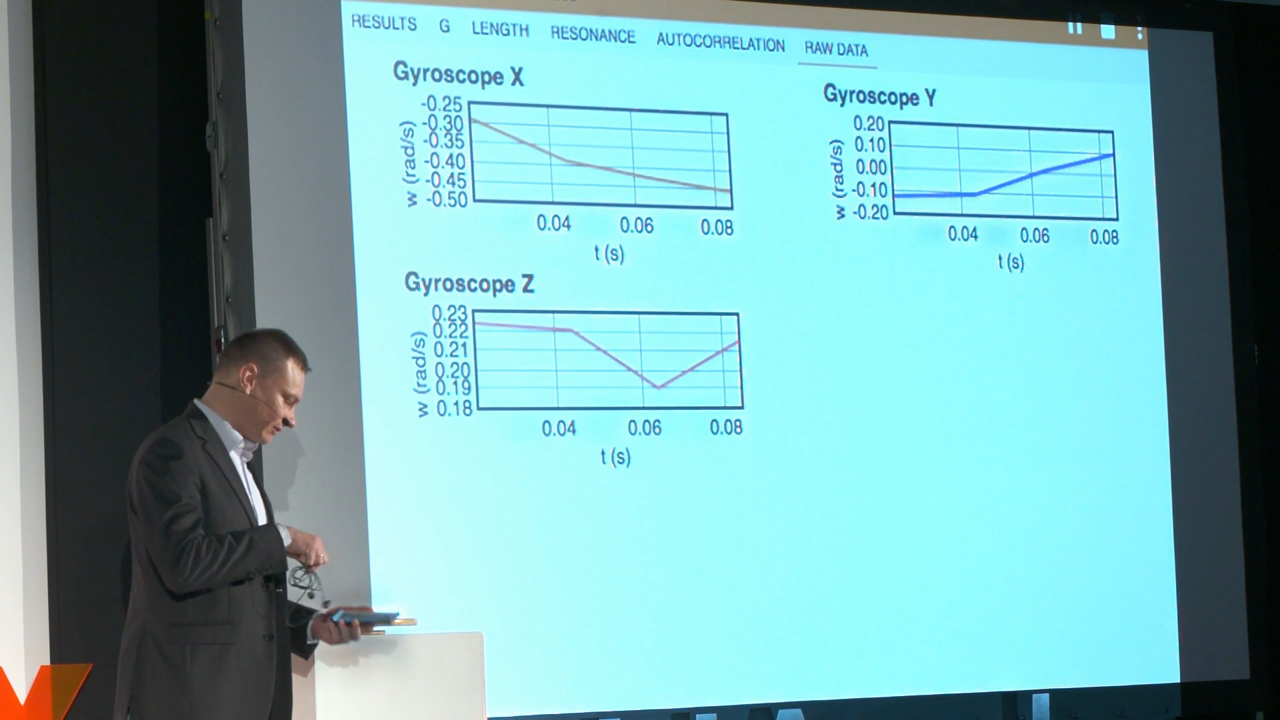 RESULTS G LENGTH RESONANCE AUTOCORRELATION RAW DATA
Gyroscope X
-0.25
-0.30
-0.35
-0.40
-0.45
-0.50
w (rad/s)
0.04 0.06 0.08
t (s)
Gyroscope Y
0.20
0.10
0.00
-0.10
-0.20
w (rad/s)
0.04 0.06 0.08
t (s)
Gyroscope Z
0.23
0.22
0.21
0.20
0.19
0.18
w (rad/s)
0.04 0.06 0.08
t (s)